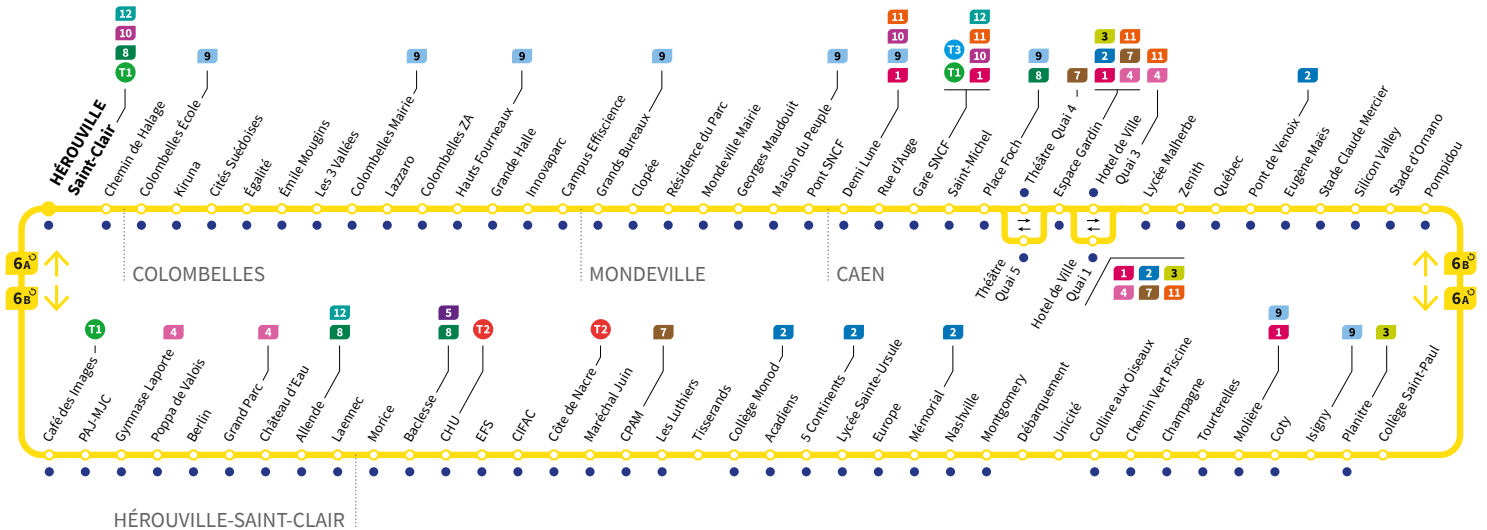 12
10
8
T1
9
9
9
9
9
11
10
9
1
T3
T1
12
11
10
1
9
8
7
3
2
1
11
7
4
11
4
2
HÉROUVILLE
Saint-Clair
Chemin de Halage
Colombelles École
Kiruna
Cités Suédoises
Égalité
Émile Mougins
Les 3 Vallées
Colombelles Mairie
Lazzaro
Colombelles ZA
Hauts Fourneaux
Grande Halle
Innovaparc
Campus Effiscience
Grands Bureaux
Clopée
Résidence du Parc
Mondeville Mairie
Georges Maudouit
Maison du Peuple
Pont SNCF
Demi Lune
Rue d'Auge
Gare SNCF
Saint-Michel
Place Foch
Théâtre Quai 4
Espace Gardin
Hotel de Ville
Quai 3
Lycée Malherbe
Zenith
Québec
Pont de Venoix
Eugène Maës
Stade Claude Mercier
Silicon Valley
Stade d'Ornano
Pompidou
COLOMBELLES
MONDEVILLE
CAEN
Théâtre
Quai 5
Hotel de Ville
Quai 1
1 2 3
4 7 11
6A
6B
6B
6A
T1
4
4
12
8
5
8
T2
T2
7
2
2
2
9
1
9
3
Café des Images
PAJ-MJC
Gymnase Laporte
Poppa de Valois
Berlin
Grand Parc
Château d'Eau
Allende
Laennec
Morice
Baclesse
CHU
EFS
CIFAC
Côte de Nacre
Maréchal Juin
CPAM
Les Luthiers
Tisserands
Collège Monod
Acadiens
5 Continents
Lycée Sainte-Ursule
Europe
Mémorial
Nashville
Montgomery
Débarquement
Unicité
Colline aux Oiseaux
Chemin Vert Piscine
Champagne
Tourterelles
Molière
Coty
Isigny
Planitre
Collège Saint-Paul
HÉROUVILLE-SAINT-CLAIR